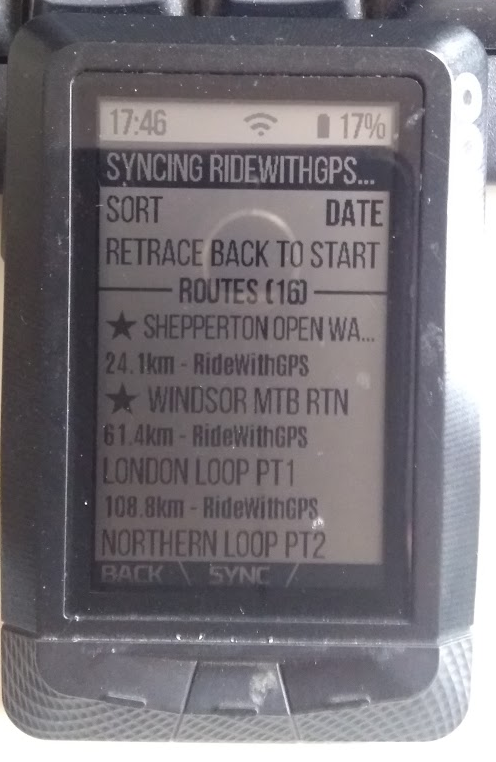 17:46 17%
SYNCING RIDEWITHGPS...
SORT DATE
RETRACE BACK TO START
ROUTES (16)
★ SHEPPERTON OPEN WA...
24.1km - RideWithGPS
★ WINDSOR MTB RTN
61.4km - RideWithGPS
LONDON LOOP PT1
108.8km - RideWithGPS
NORTHERN LOOP PT2
BACK SYNC